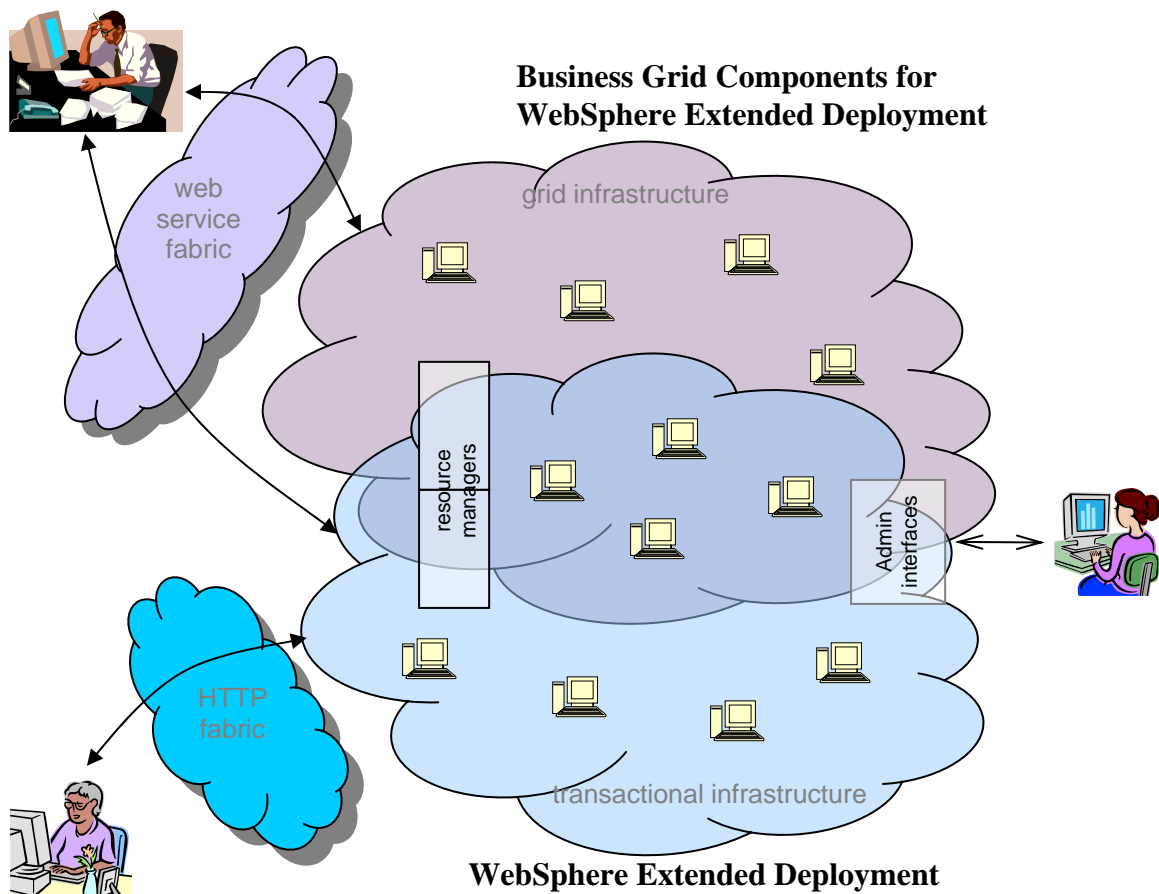 Business Grid Components for
WebSphere Extended Deployment
web
service
fabric
grid infrastructure
resource
managers
Admin
interfaces
HTTP
fabric
transactional infrastructure
WebSphere Extended Deployment